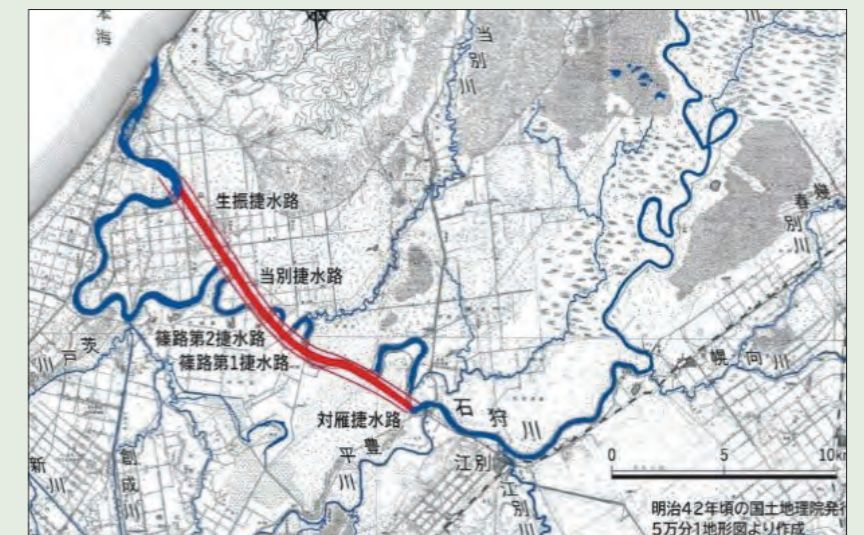 本
海
当
別
川
生振捷水路
当別捷水路
篠路第2捷水路
篠路第1捷水路
対雁捷水路
茨
戸
川
新
川
創
成
川
豊
平
川
石
狩
川
江別
江
別
川
幌
向
川
幾
春
別
川
川
0 5 10km
明治42年頃の国土地理院発行
5万分1地形図より作成